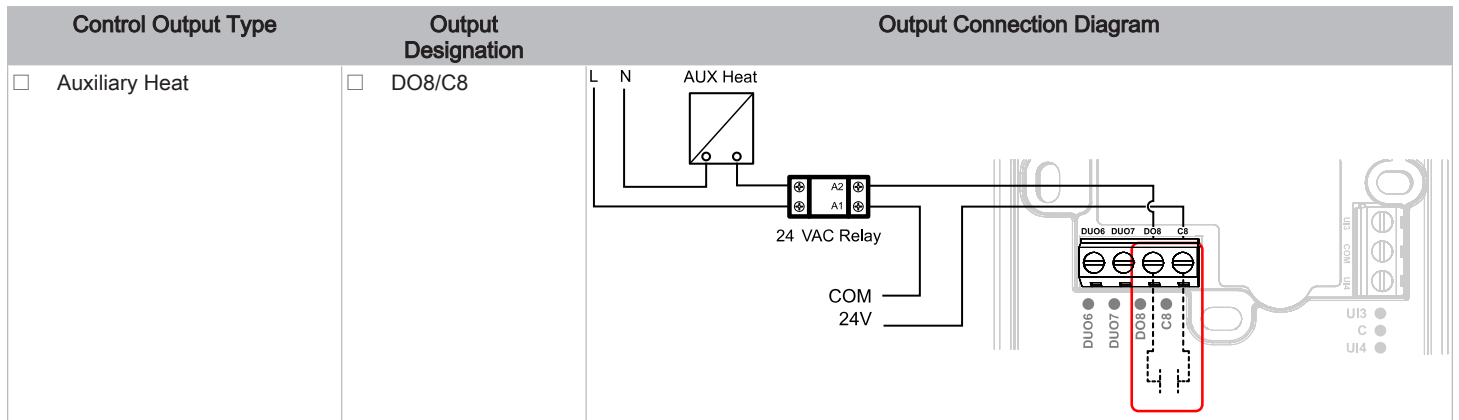 Control Output Type
Output Designation
Output Connection Diagram
☐ Auxiliary Heat
☐ DO8/C8
L N AUX Heat
A2
A1
24 VAC Relay
COM
24V
DUO6 DUO7 DO8 C8
DUO6 DUO7 DO8 C8
UI3 COM UI4
UI3
C
UI4